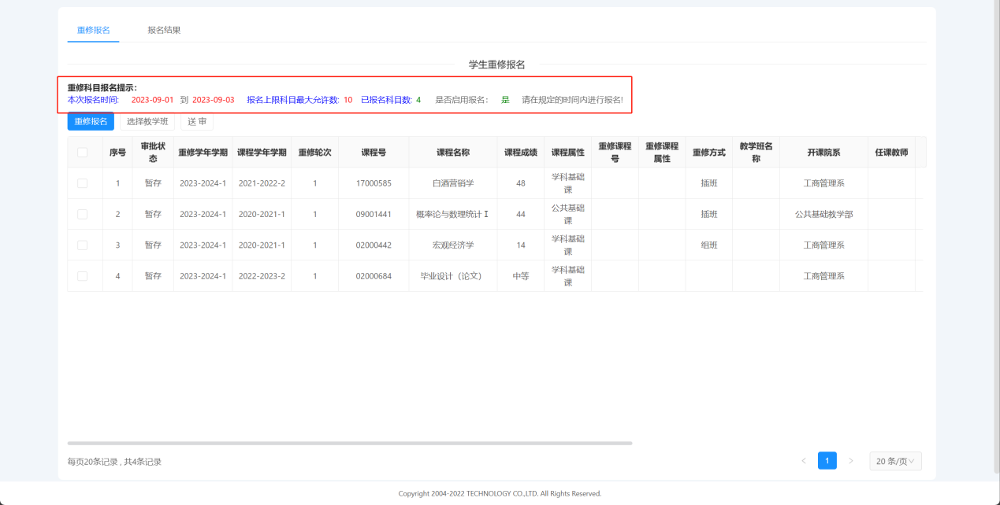 重修报名 报名结果
学生重修报名
重修科目报名提示：
本次报名时间: 2023-09-01 到 2023-09-03 报名上限科目最大允许数: 10 已报名科目数: 4 是否启用报名: 是 请在规定的时间内进行报名!
重修报名 选择教学班 送 审
序号 审批状态 重修学年学期 课程学年学期 重修轮次 课程号 课程名称 课程成绩 课程属性 重修课程号 重修课程属性 重修方式 教学班名称 开课院系 任课教师
1 暂存 2023-2024-1 2021-2022-2 1 17000585 白酒营销学 48 学科基础课 插班 工商管理系
2 暂存 2023-2024-1 2020-2021-1 1 09001441 概率论与数理统计Ⅰ 44 公共基础课 插班 公共基础教学部
3 暂存 2023-2024-1 2020-2021-1 1 02000442 宏观经济学 14 学科基础课 组班 工商管理系
4 暂存 2023-2024-1 2022-2023-2 1 02000684 毕业设计（论文） 中等 学科基础课 工商管理系
每页20条记录 , 共4条记录 < 1 > 20 条/页
Copyright 2004-2022 TECHNOLOGY CO.,LTD. All Rights Reserved.